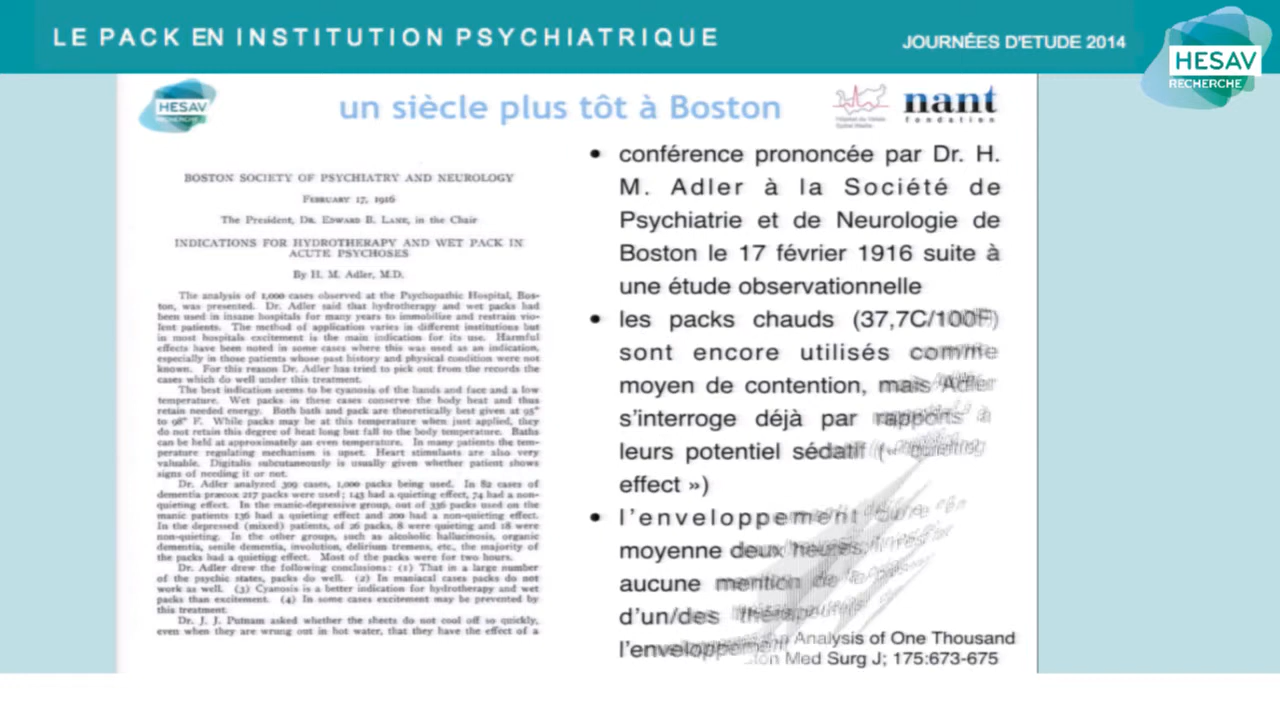 LE PACK EN INSTITUTION PSYCHIATRIQUE
JOURNÉES D'ETUDE 2014
HESAV
RECHERCHE
HESAV
RECHERCHE
un siècle plus tôt à Boston
nant
fondation
BOSTON SOCIETY OF PSYCHIATRY AND NEUROLOGY
FEBRUARY 17, 1916
The President, DR. EDWARD B. LANE, in the Chair
INDICATIONS FOR HYDROTHERAPY AND WET PACK IN
ACUTE PSYCHOSES
By H. M. Adler, M.D.
The analysis of 1,000 cases observed at the Psychopathic Hospital, Bos-
ton, was presented. Dr. Adler said that hydrotherapy and wet packs had
been used in insane hospitals for many years to immobilize and restrain vio-
lent patients. The method of application varies in different institutions but
in most hospitals excitement is the main indication for its use. Harmful
effects have been noted in some cases where this was used as an indication,
especially in those patients whose past history and physical condition were not
known. For this reason Dr. Adler has tried to pick out from the records the
cases which do well under this treatment.
The best indication seems to be cyanosis of the hands and face and a low
temperature. Wet packs in these cases conserve the body heat and thus
retain needed energy. Both bath and pack are theoretically best given at 95°
to 98° F. While packs may be at this temperature when just applied, they
do not retain this degree of heat long but fall to the body temperature. Baths
can be held at approximately an even temperature. In many patients the tem-
perature regulating mechanism is upset. Heart stimulants are also very
valuable. Digitalis subcutaneously is usually given whether patient shows
signs of needing it or not.
Dr. Adler analyzed 309 cases, 1,000 packs being used. In 82 cases of
dementia præcox 217 packs were used; 143 had a quieting effect, 74 had a non-
quieting effect. In the manic-depressive group, out of 336 packs used on the
manic patients 136 had a quieting effect and 200 had a non-quieting effect.
In the depressed (mixed) patients, of 26 packs, 8 were quieting and 18 were
non-quieting. In the other groups, such as alcoholic hallucinosis, organic
dementia, senile dementia, involution, delirium tremens, etc., the majority of
the packs had a quieting effect. Most of the packs were for two hours.
Dr. Adler drew the following conclusions: (1) That in a large number
of the psychic states, packs do well. (2) In maniacal cases packs do not
work as well. (3) Cyanosis is a better indication for hydrotherapy and wet
packs than excitement. (4) In some cases excitement may be prevented by
this treatment.
Dr. J. J. Putnam asked whether the sheets do not cool off so quickly,
even when they are wrung out in hot water, that they have the effect of a
• conférence prononcée par Dr. H.
M. Adler à la Société de
Psychiatrie et de Neurologie de
Boston le 17 février 1916 suite à
une étude observationnelle
• les packs chauds (37,7C/100F)
sont encore utilisés comme
moyen de contention, mais Adler
s'interroge déjà par rapports à
leurs potentiel sédatif (« quieting
effect »)
• l'enveloppement
moyenne deux heures,
aucune mention de
d'un/des
l'enveloppement
Analysis of One Thousand
Med Surg J; 175:673-675